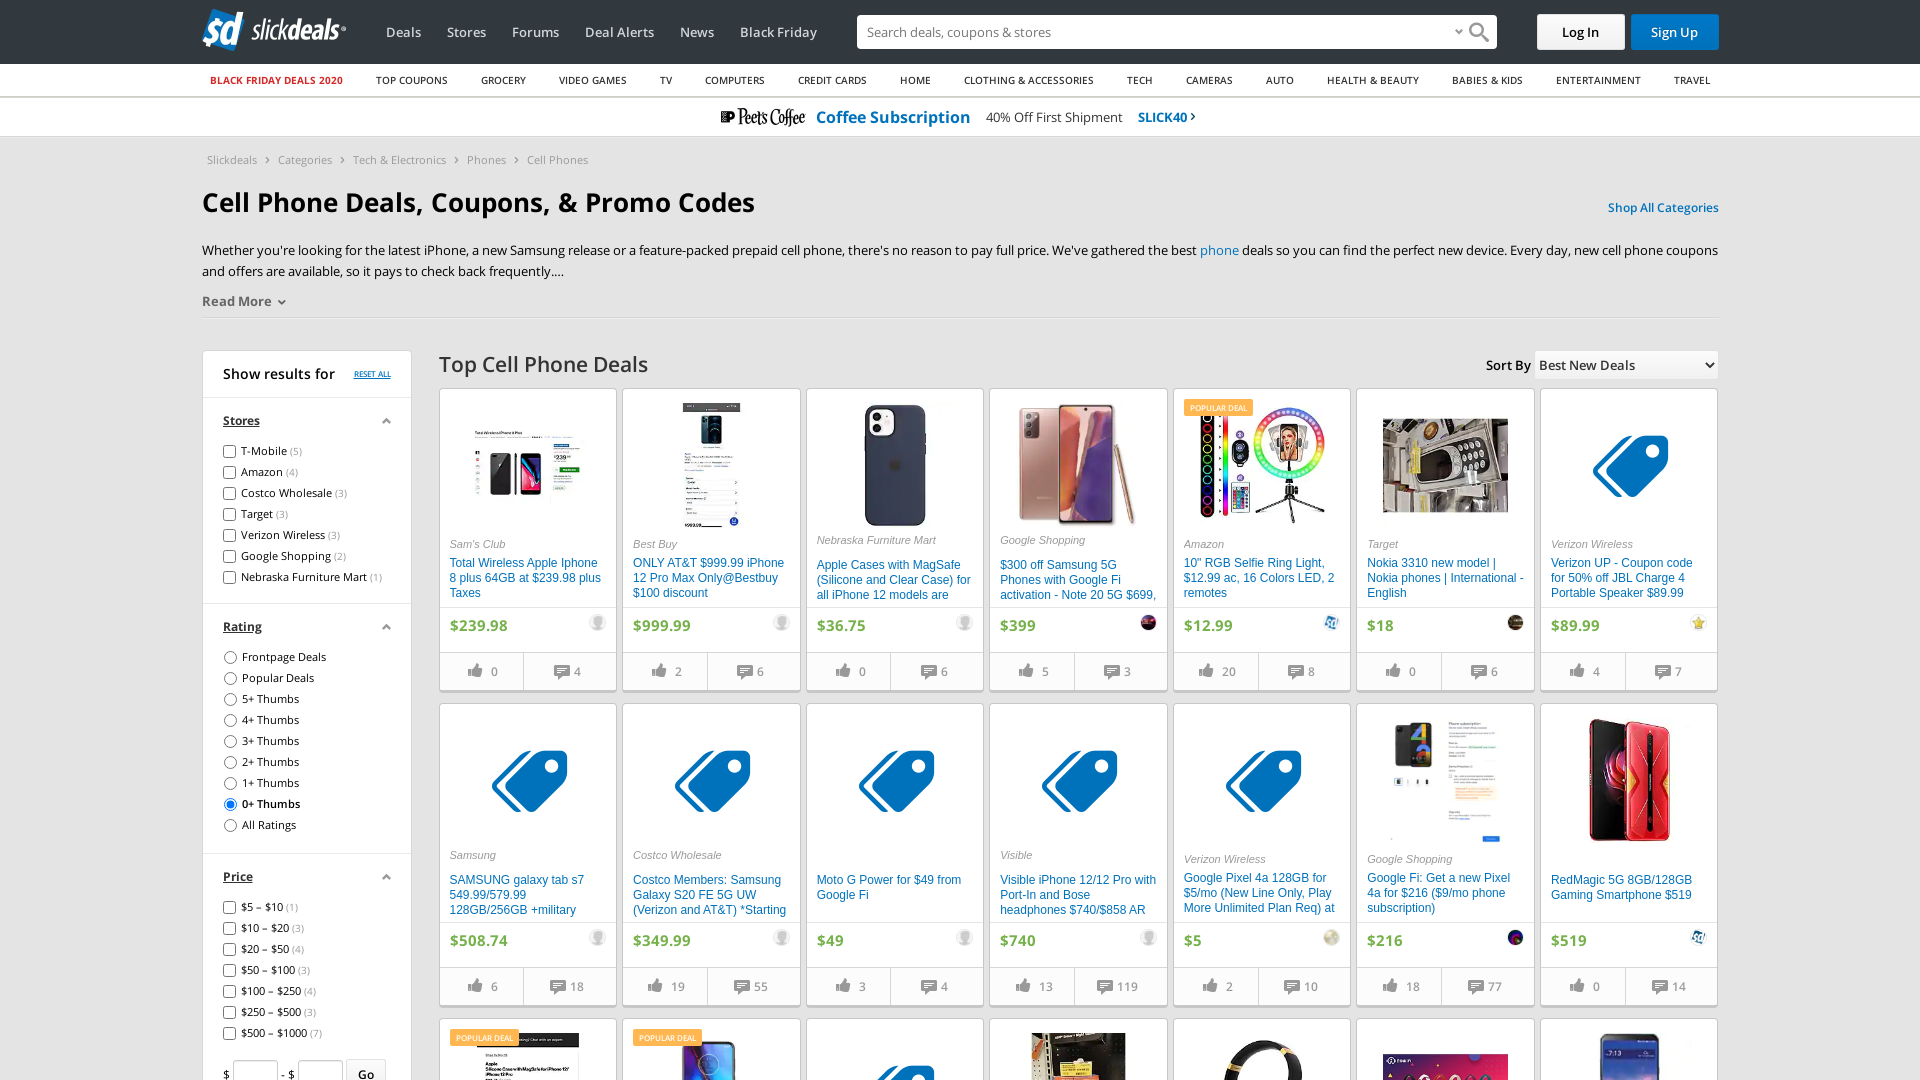 sd slickdeals
Deals
Stores
Forums
Deal Alerts
News
Black Friday
Search deals, coupons & stores
Log In
Sign Up
BLACK FRIDAY DEALS 2020
TOP COUPONS
GROCERY
VIDEO GAMES
TV
COMPUTERS
CREDIT CARDS
HOME
CLOTHING & ACCESSORIES
TECH
CAMERAS
AUTO
HEALTH & BEAUTY
BABIES & KIDS
ENTERTAINMENT
TRAVEL
Peet's Coffee Coffee Subscription 40% Off First Shipment SLICK40
Slickdeals > Categories > Tech & Electronics > Phones > Cell Phones
Cell Phone Deals, Coupons, & Promo Codes
Shop All Categories
Whether you're looking for the latest iPhone, a new Samsung release or a feature-packed prepaid cell phone, there's no reason to pay full price. We've gathered the best phone deals so you can find the perfect new device. Every day, new cell phone coupons
and offers are available, so it pays to check back frequently....
Read More
Show results for
RESET ALL
Stores
T-Mobile (5)
Amazon (4)
Costco Wholesale (3)
Target (3)
Verizon Wireless (3)
Google Shopping (2)
Nebraska Furniture Mart (1)
Rating
Frontpage Deals
Popular Deals
5+ Thumbs
4+ Thumbs
3+ Thumbs
2+ Thumbs
1+ Thumbs
0+ Thumbs
All Ratings
Price
$5 – $10 (1)
$10 – $20 (3)
$20 – $50 (4)
$50 – $100 (3)
$100 – $250 (4)
$250 – $500 (3)
$500 – $1000 (7)
$ - $ Go
Top Cell Phone Deals
Sort By Best New Deals
Sam's Club
Total Wireless Apple Iphone
8 plus 64GB at $239.98 plus
Taxes
$239.98
0 4
Best Buy
ONLY AT&T $999.99 iPhone
12 Pro Max Only@Bestbuy
$100 discount
$999.99
2 6
Nebraska Furniture Mart
Apple Cases with MagSafe
(Silicone and Clear Case) for
all iPhone 12 models are
$36.75
0 6
Google Shopping
$300 off Samsung 5G
Phones with Google Fi
activation - Note 20 5G $699,
$399
5 3
POPULAR DEAL
Amazon
10" RGB Selfie Ring Light,
$12.99 ac, 16 Colors LED, 2
remotes
$12.99
20 8
Target
Nokia 3310 new model |
Nokia phones | International -
English
$18
0 6
Verizon Wireless
Verizon UP - Coupon code
for 50% off JBL Charge 4
Portable Speaker $89.99
$89.99
4 7
Samsung
SAMSUNG galaxy tab s7
549.99/579.99
128GB/256GB +military
$508.74
6 18
Costco Wholesale
Costco Members: Samsung
Galaxy S20 FE 5G UW
(Verizon and AT&T) *Starting
$349.99
19 55
Moto G Power for $49 from
Google Fi
$49
3 4
Visible
Visible iPhone 12/12 Pro with
Port-In and Bose
headphones $740/$858 AR
$740
13 119
Verizon Wireless
Google Pixel 4a 128GB for
$5/mo (New Line Only, Play
More Unlimited Plan Req) at
$5
2 10
Google Shopping
Google Fi: Get a new Pixel
4a for $216 ($9/mo phone
subscription)
$216
18 77
RedMagic 5G 8GB/128GB
Gaming Smartphone $519
$519
0 14
POPULAR DEAL
Apple
Silicone Case with MagSafe for iPhone 12/
iPhone 12 Pro
POPULAR DEAL